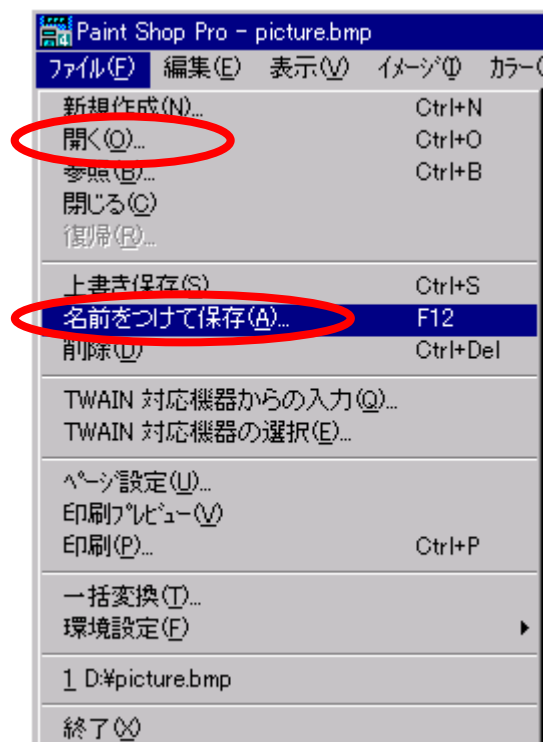 Paint Shop Pro - picture.bmp
ファイル(F) 編集(E) 表示(V) イメージ(I) カラー(
新規作成(N)... Ctrl+N
開く(O)... Ctrl+O
参照(B)... Ctrl+B
閉じる(C)
復帰(R)...
上書き保存(S) Ctrl+S
名前をつけて保存(A)... F12
削除(D) Ctrl+Del
TWAIN 対応機器からの入力(Q)...
TWAIN 対応機器の選択(E)...
ページ設定(U)...
印刷プレビュー(V)
印刷(P)... Ctrl+P
一括変換(T)...
環境設定(F)
1 D:¥picture.bmp
終了(X)